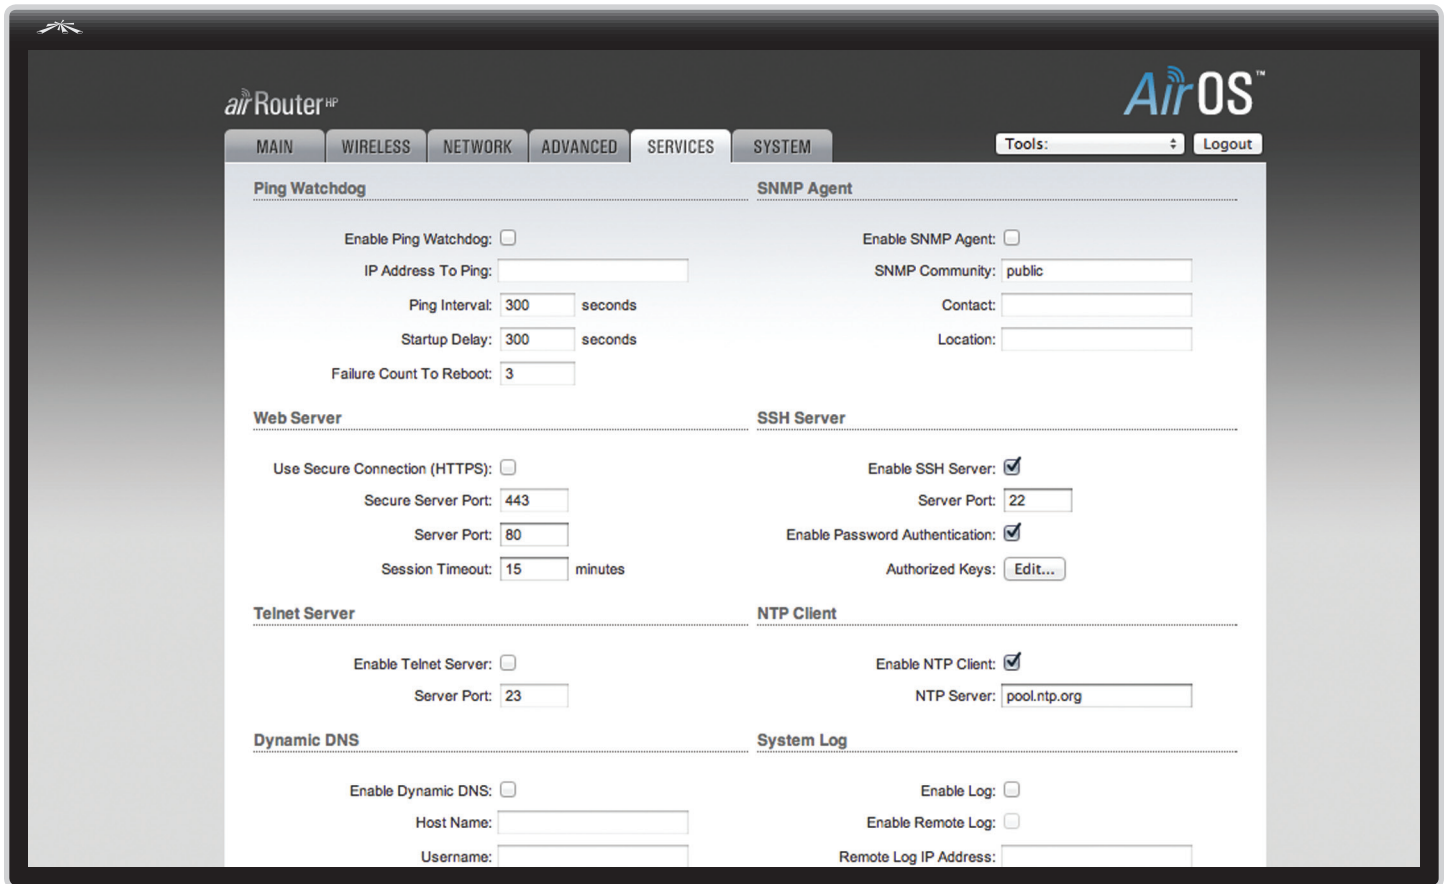 airRouter HP
AirOS™
MAIN WIRELESS NETWORK ADVANCED SERVICES SYSTEM
Tools: Logout
Ping Watchdog
Enable Ping Watchdog:
IP Address To Ping:
Ping Interval: 300 seconds
Startup Delay: 300 seconds
Failure Count To Reboot: 3
SNMP Agent
Enable SNMP Agent:
SNMP Community: public
Contact:
Location:
Web Server
Use Secure Connection (HTTPS):
Secure Server Port: 443
Server Port: 80
Session Timeout: 15 minutes
SSH Server
Enable SSH Server:
Server Port: 22
Enable Password Authentication:
Authorized Keys: Edit...
Telnet Server
Enable Telnet Server:
Server Port: 23
NTP Client
Enable NTP Client:
NTP Server: pool.ntp.org
Dynamic DNS
Enable Dynamic DNS:
Host Name:
Username:
System Log
Enable Log:
Enable Remote Log:
Remote Log IP Address: